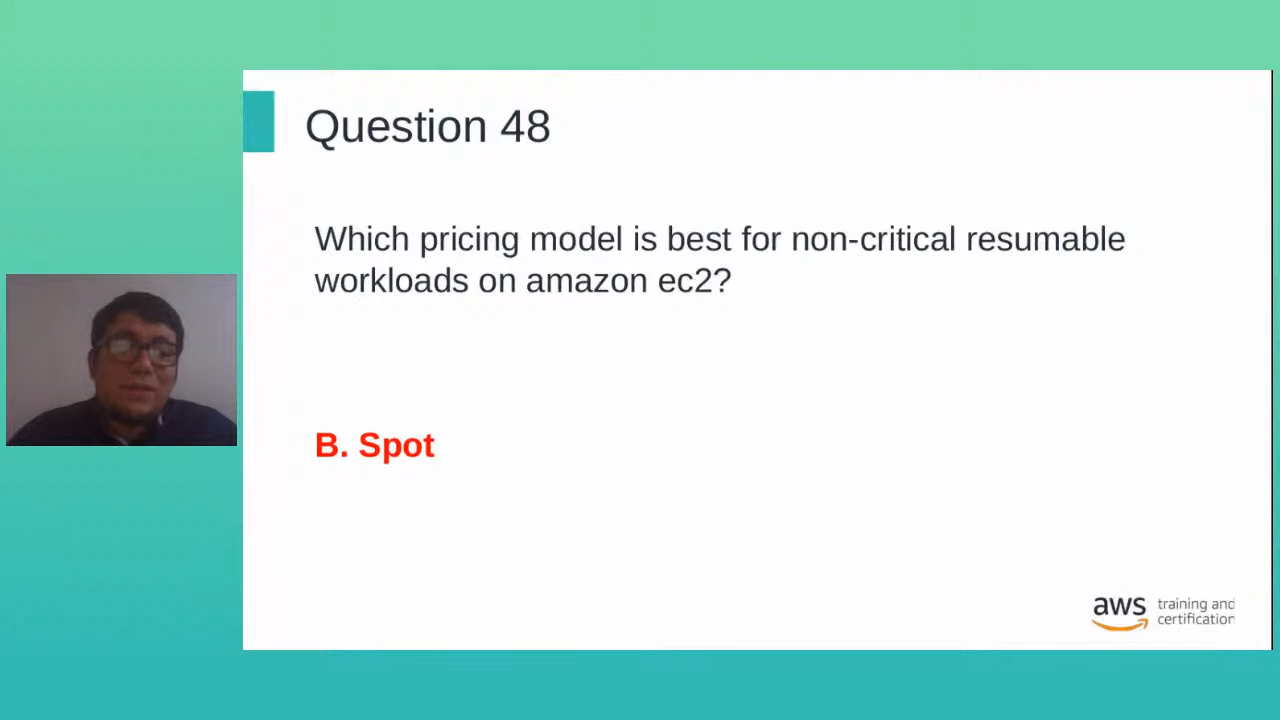 Question 48
Which pricing model is best for non-critical resumable
workloads on amazon ec2?
B. Spot
aws training and
certification